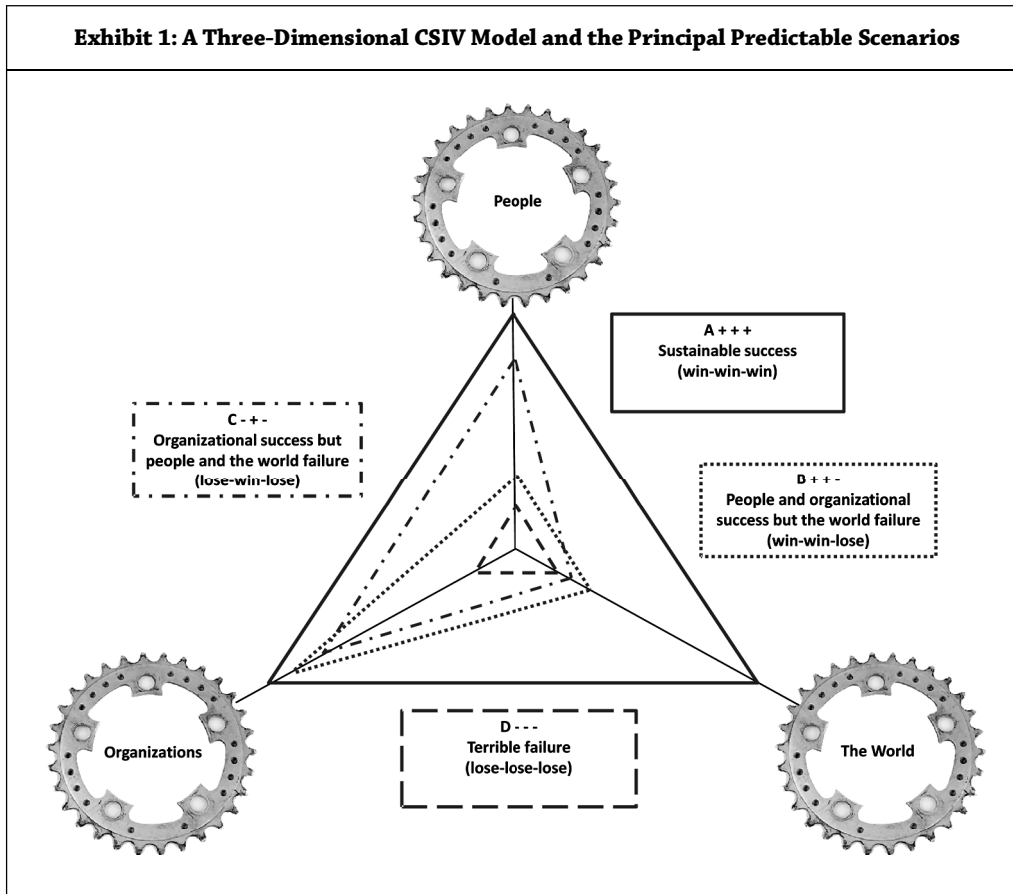 Exhibit 1: A Three-Dimensional CSIV Model and the Principal Predictable Scenarios
People
A + + +
Sustainable success
(win-win-win)
C - + -
Organizational success but
people and the world failure
(lose-win-lose)
B + + -
People and organizational
success but the world failure
(win-win-lose)
Organizations
D - - -
Terrible failure
(lose-lose-lose)
The World